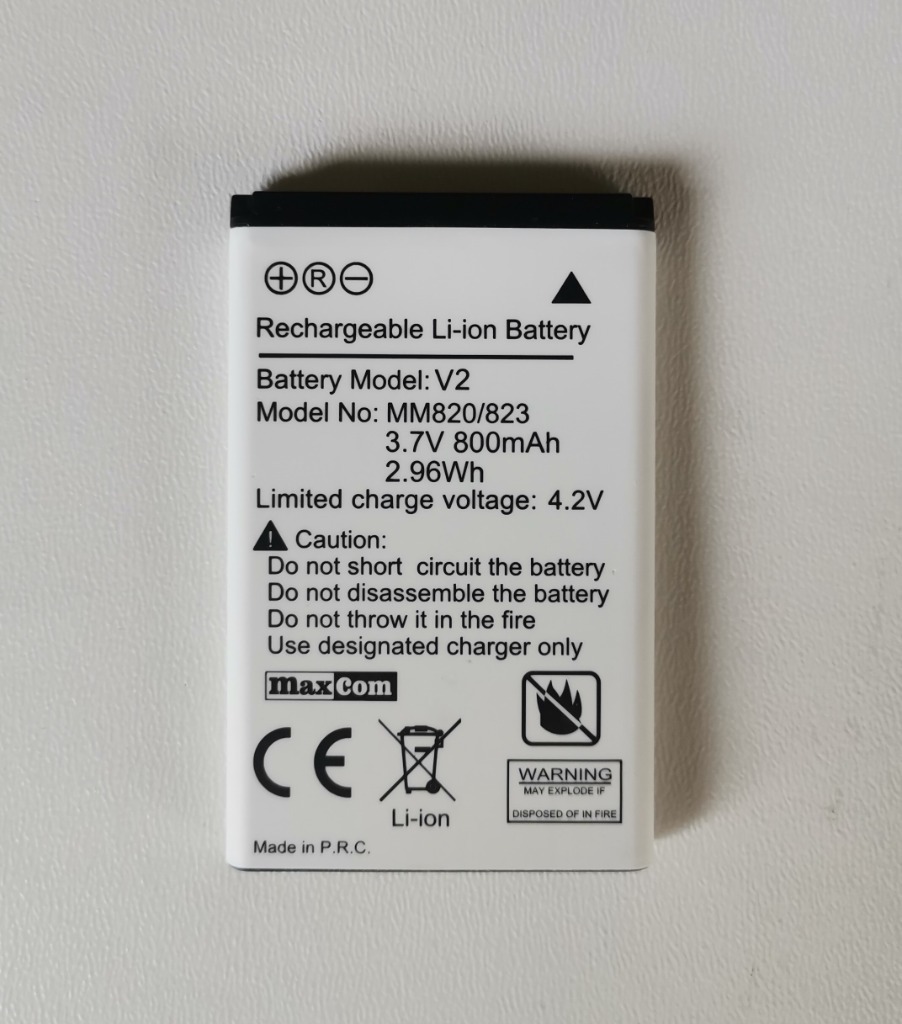 + R −
Rechargeable Li-ion Battery
Battery Model: V2
Model No: MM820/823
3.7V 800mAh
2.96Wh
Limited charge voltage: 4.2V
! Caution:
Do not short circuit the battery
Do not disassemble the battery
Do not throw it in the fire
Use designated charger only
maxcom
CE
Li-ion
WARNING
MAY EXPLODE IF
DISPOSED OF IN FIRE
Made in P.R.C.